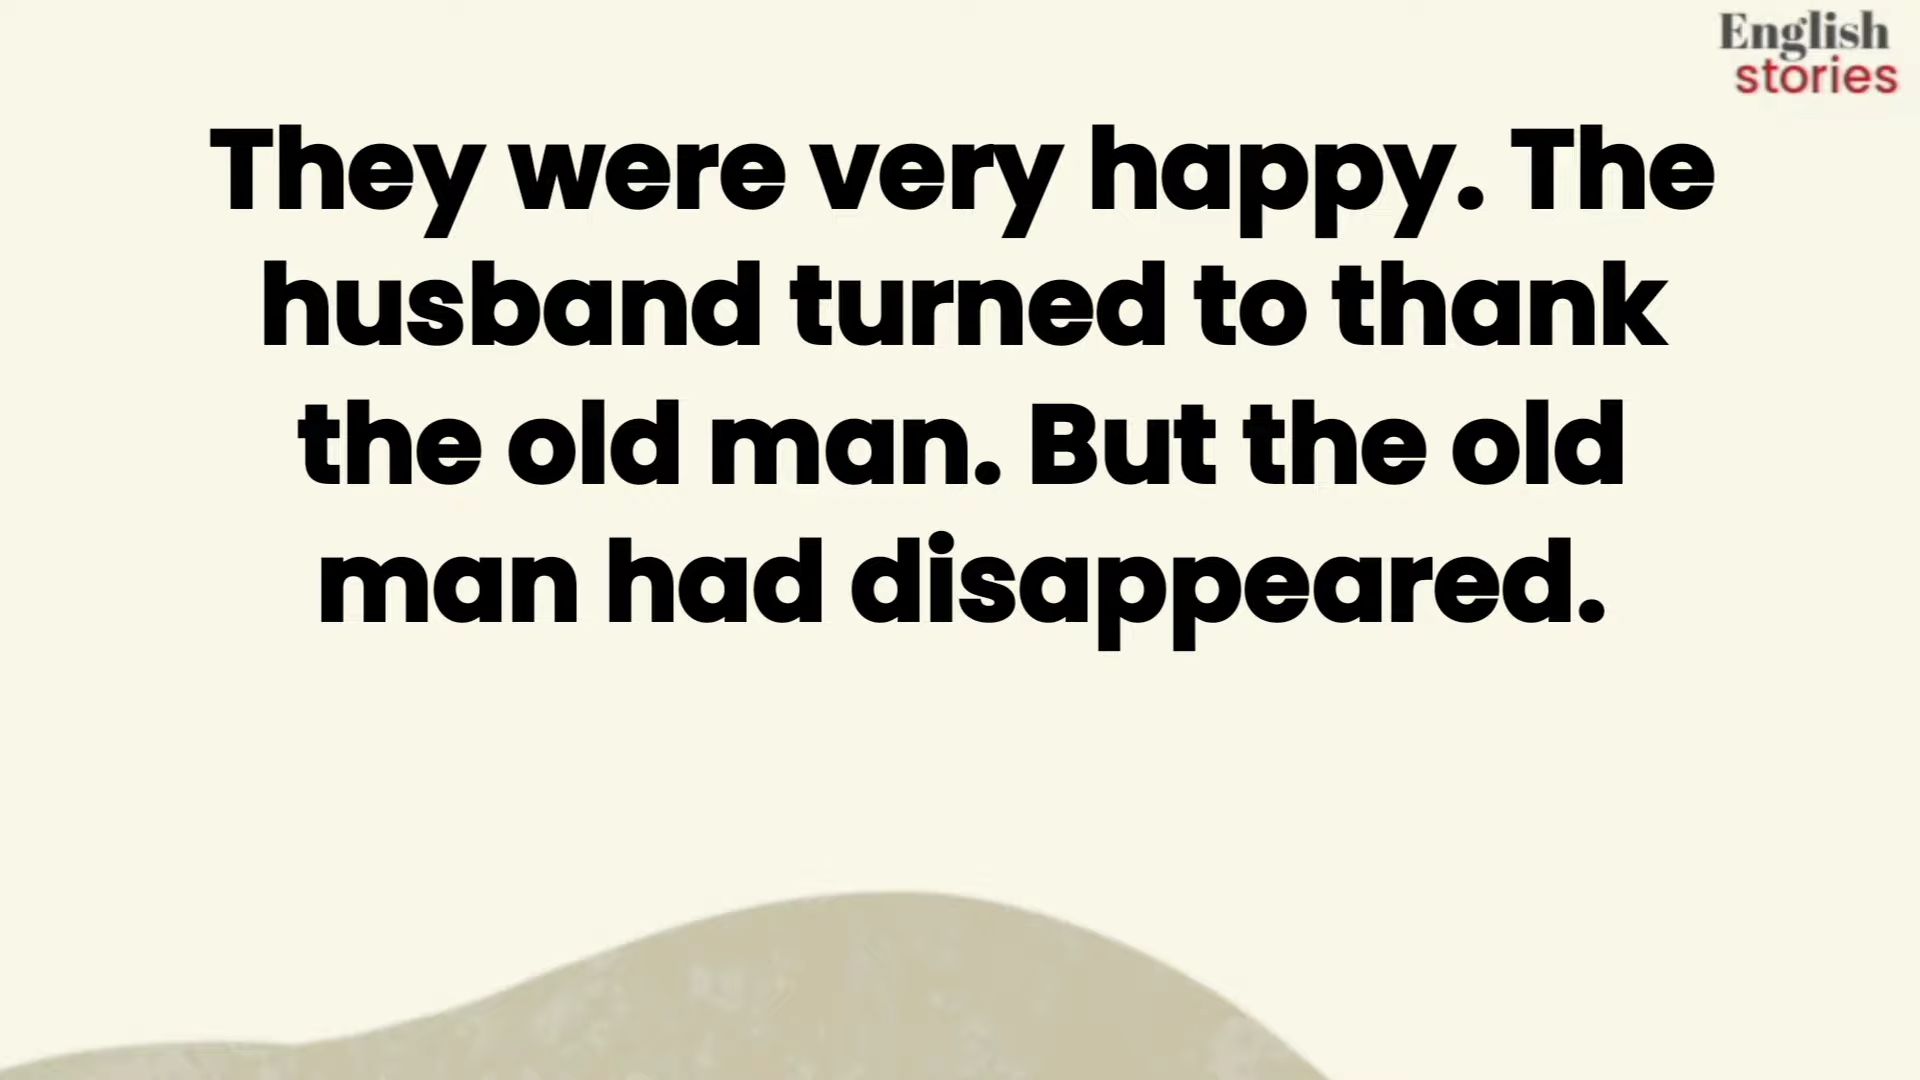 English
stories
They were very happy. The
husband turned to thank
the old man. But the old
man had disappeared.